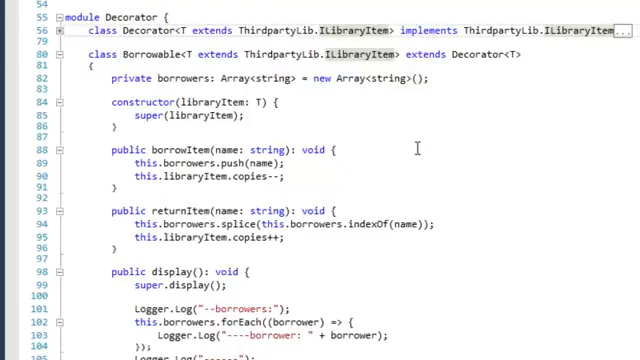 54
55 module Decorator {
56 class Decorator<T extends ThirdpartyLib.ILibraryItem> implements ThirdpartyLib.ILibraryItem...
79
80 class Borrowable<T extends ThirdpartyLib.ILibraryItem> extends Decorator<T>
81 {
82 private borrowers: Array<string> = new Array<string>();
83
84 constructor(libraryItem: T) {
85 super(libraryItem);
86 }
87
88 public borrowItem(name: string): void {
89 this.borrowers.push(name);
90 this.libraryItem.copies--;
91 }
92
93 public returnItem(name: string): void {
94 this.borrowers.splice(this.borrowers.indexOf(name));
95 this.libraryItem.copies++;
96 }
97
98 public display(): void {
99 super.display();
100
101 Logger.Log("--borrowers:");
102 this.borrowers.forEach((borrower) => {
103 Logger.Log("----borrower: " + borrower);
104 });
105 Logger.Log("------");